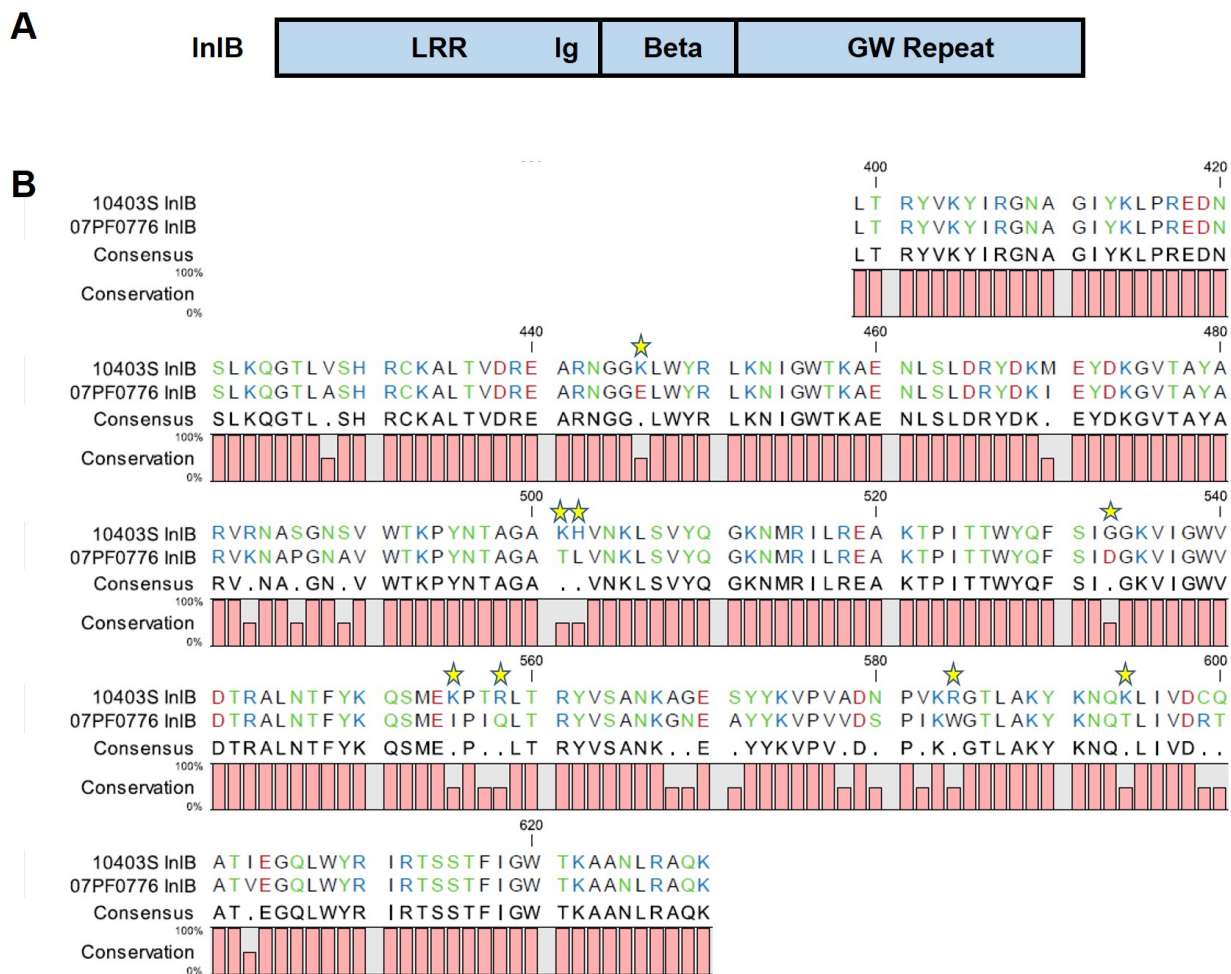 A
InlB LRR Ig Beta GW Repeat
B
400 420
10403S InlB LT RYVKYIRGNA GIYKLPREDN
07PF0776 InlB LT RYVKYIRGNA GIYKLPREDN
Consensus LT RYVKYIRGNA GIYKLPREDN
100%
Conservation
0%
440 460 480
10403S InlB SLKQGTLVSH RCKALTVDRE ARNGGKLWYR LKNIGWTKAE NLSLDRYDKM EYDKGVTAYA
07PF0776 InlB SLKQGTLASH RCKALTVDRE ARNGGELWYR LKNIGWTKAE NLSLDRYDKI EYDKGVTAYA
Consensus SLKQGTL.SH RCKALTVDRE ARNGG.LWYR LKNIGWTKAE NLSLDRYDK. EYDKGVTAYA
100%
Conservation
0%
500 520 540
10403S InlB RVRNASGNSV WTKPYNTAGA KHVNKLSVYQ GKNMRILREA KTPITTWYQF SIGGKVIGWV
07PF0776 InlB RVKNAPGNAV WTKPYNTAGA TLVNKLSVYQ GKNMRILREA KTPITTWYQF SIDGKVIGWV
Consensus RV.NA.GN.V WTKPYNTAGA ..VNKLSVYQ GKNMRILREA KTPITTWYQF SI.GKVIGWV
100%
Conservation
0%
560 580 600
10403S InlB DTRALNTFYK QSMEKPTRLT RYVSANKAGE SYYKVPVADN PVKRGTLAKY KNQKLIVDCQ
07PF0776 InlB DTRALNTFYK QSMEIPIQLT RYVSANKGNE AYYKVPVVDS PIKWGTLAKY KNQTLIVDRT
Consensus DTRALNTFYK QSME.P..LT RYVSANK..E .YYKVPV.D. P.K.GTLAKY KNQ.LIVD..
100%
Conservation
0%
620
10403S InlB ATIEGQLWYR IRTSSTFIGW TKAANLRAQK
07PF0776 InlB ATVEGQLWYR IRTSSTFIGW TKAANLRAQK
Consensus AT.EGQLWYR IRTSSTFIGW TKAANLRAQK
100%
Conservation
0%